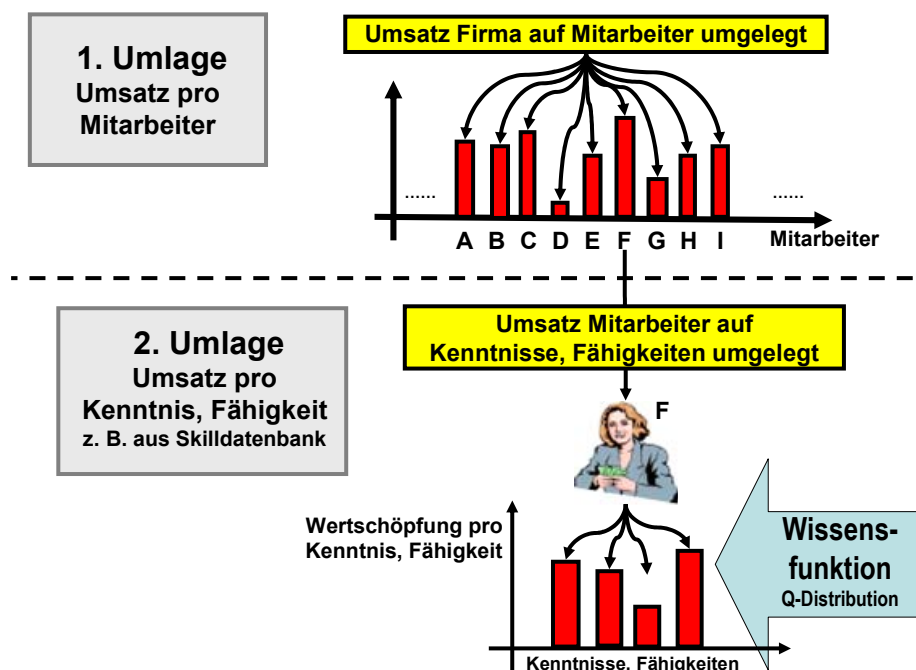 Umsatz Firma auf Mitarbeiter umgelegt
1. Umlage
Umsatz pro
Mitarbeiter
......
......
A B C D E F G H I
Mitarbeiter
2. Umlage
Umsatz pro
Kenntnis, Fähigkeit
z. B. aus Skilldatenbank
Umsatz Mitarbeiter auf
Kenntnisse, Fähigkeiten umgelegt
F
Wertschöpfung pro
Kenntnis, Fähigkeit
Wissens-
funktion
Q-Distribution
Kenntnisse, Fähigkeiten